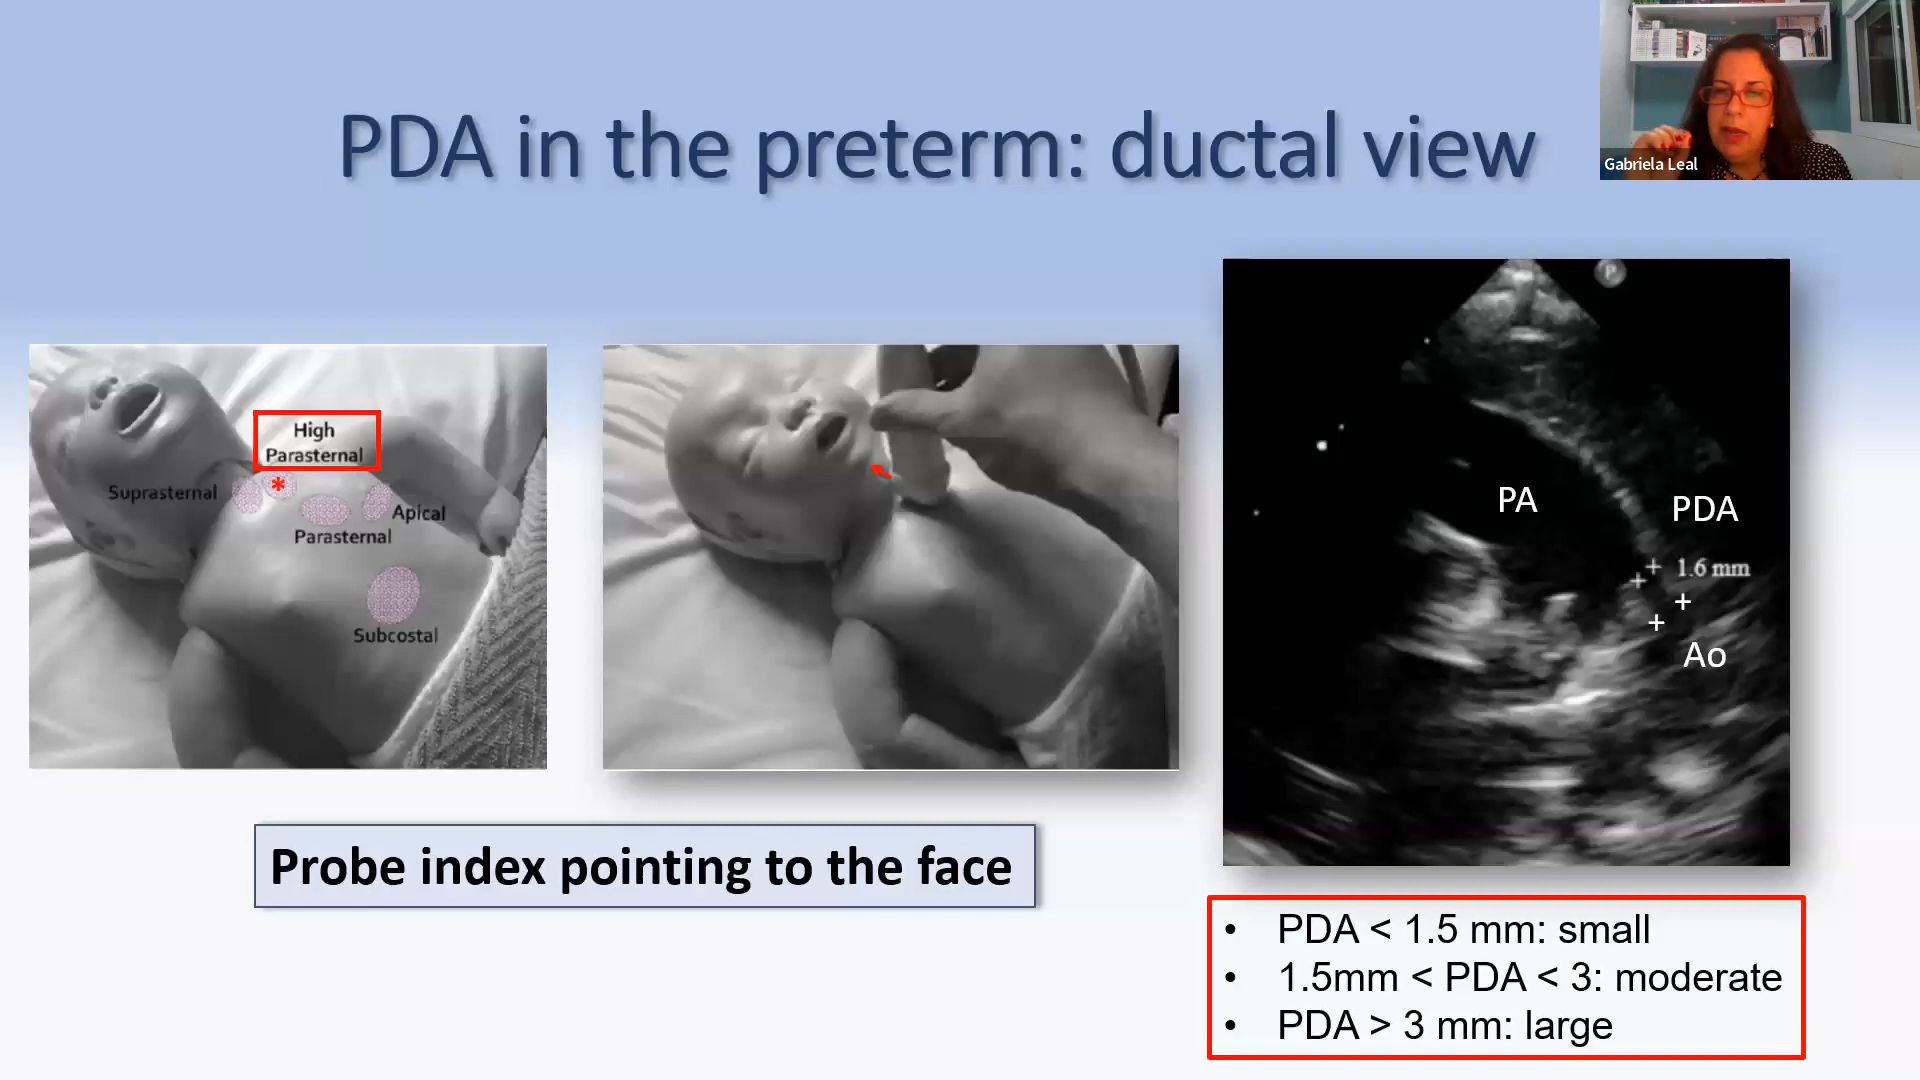 PDA in the preterm: ductal view
Gabriela Leal
High
Parasternal
*
Suprasternal
Apical
Parasternal
Subcostal
P
PA
PDA
1.6 mm
Ao
Probe index pointing to the face
• PDA < 1.5 mm: small
• 1.5mm < PDA < 3: moderate
• PDA > 3 mm: large